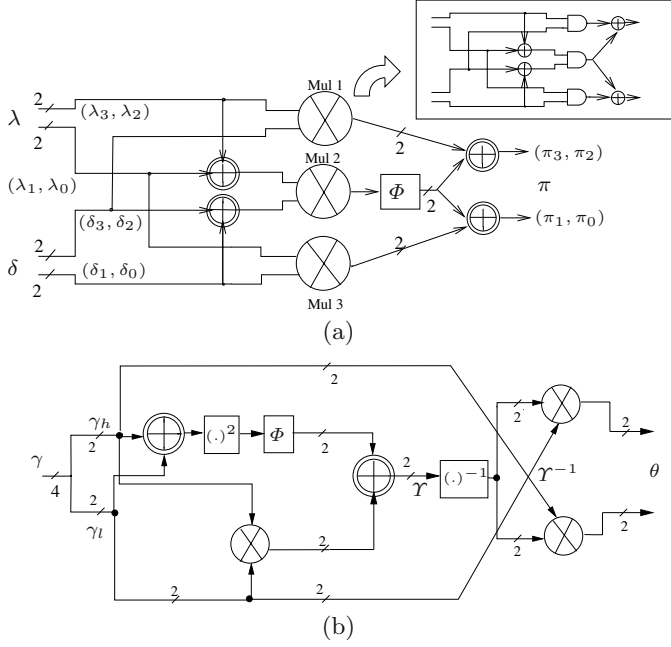 Mul 1
2
λ
(λ₃, λ₂)
2
2
Mul 2
(λ₁, λ₀)
Φ
2
(π₃, π₂)
π
(δ₃, δ₂)
(π₁, π₀)
2
δ
2
(δ₁, δ₀)
2
Mul 3
(a)
2
γₕ
2
(.)²
Φ
2
2
2
γ
4
2
Υ
(.)⁻¹
Υ⁻¹
θ
2
γₗ
2
2
2
2
2
(b)